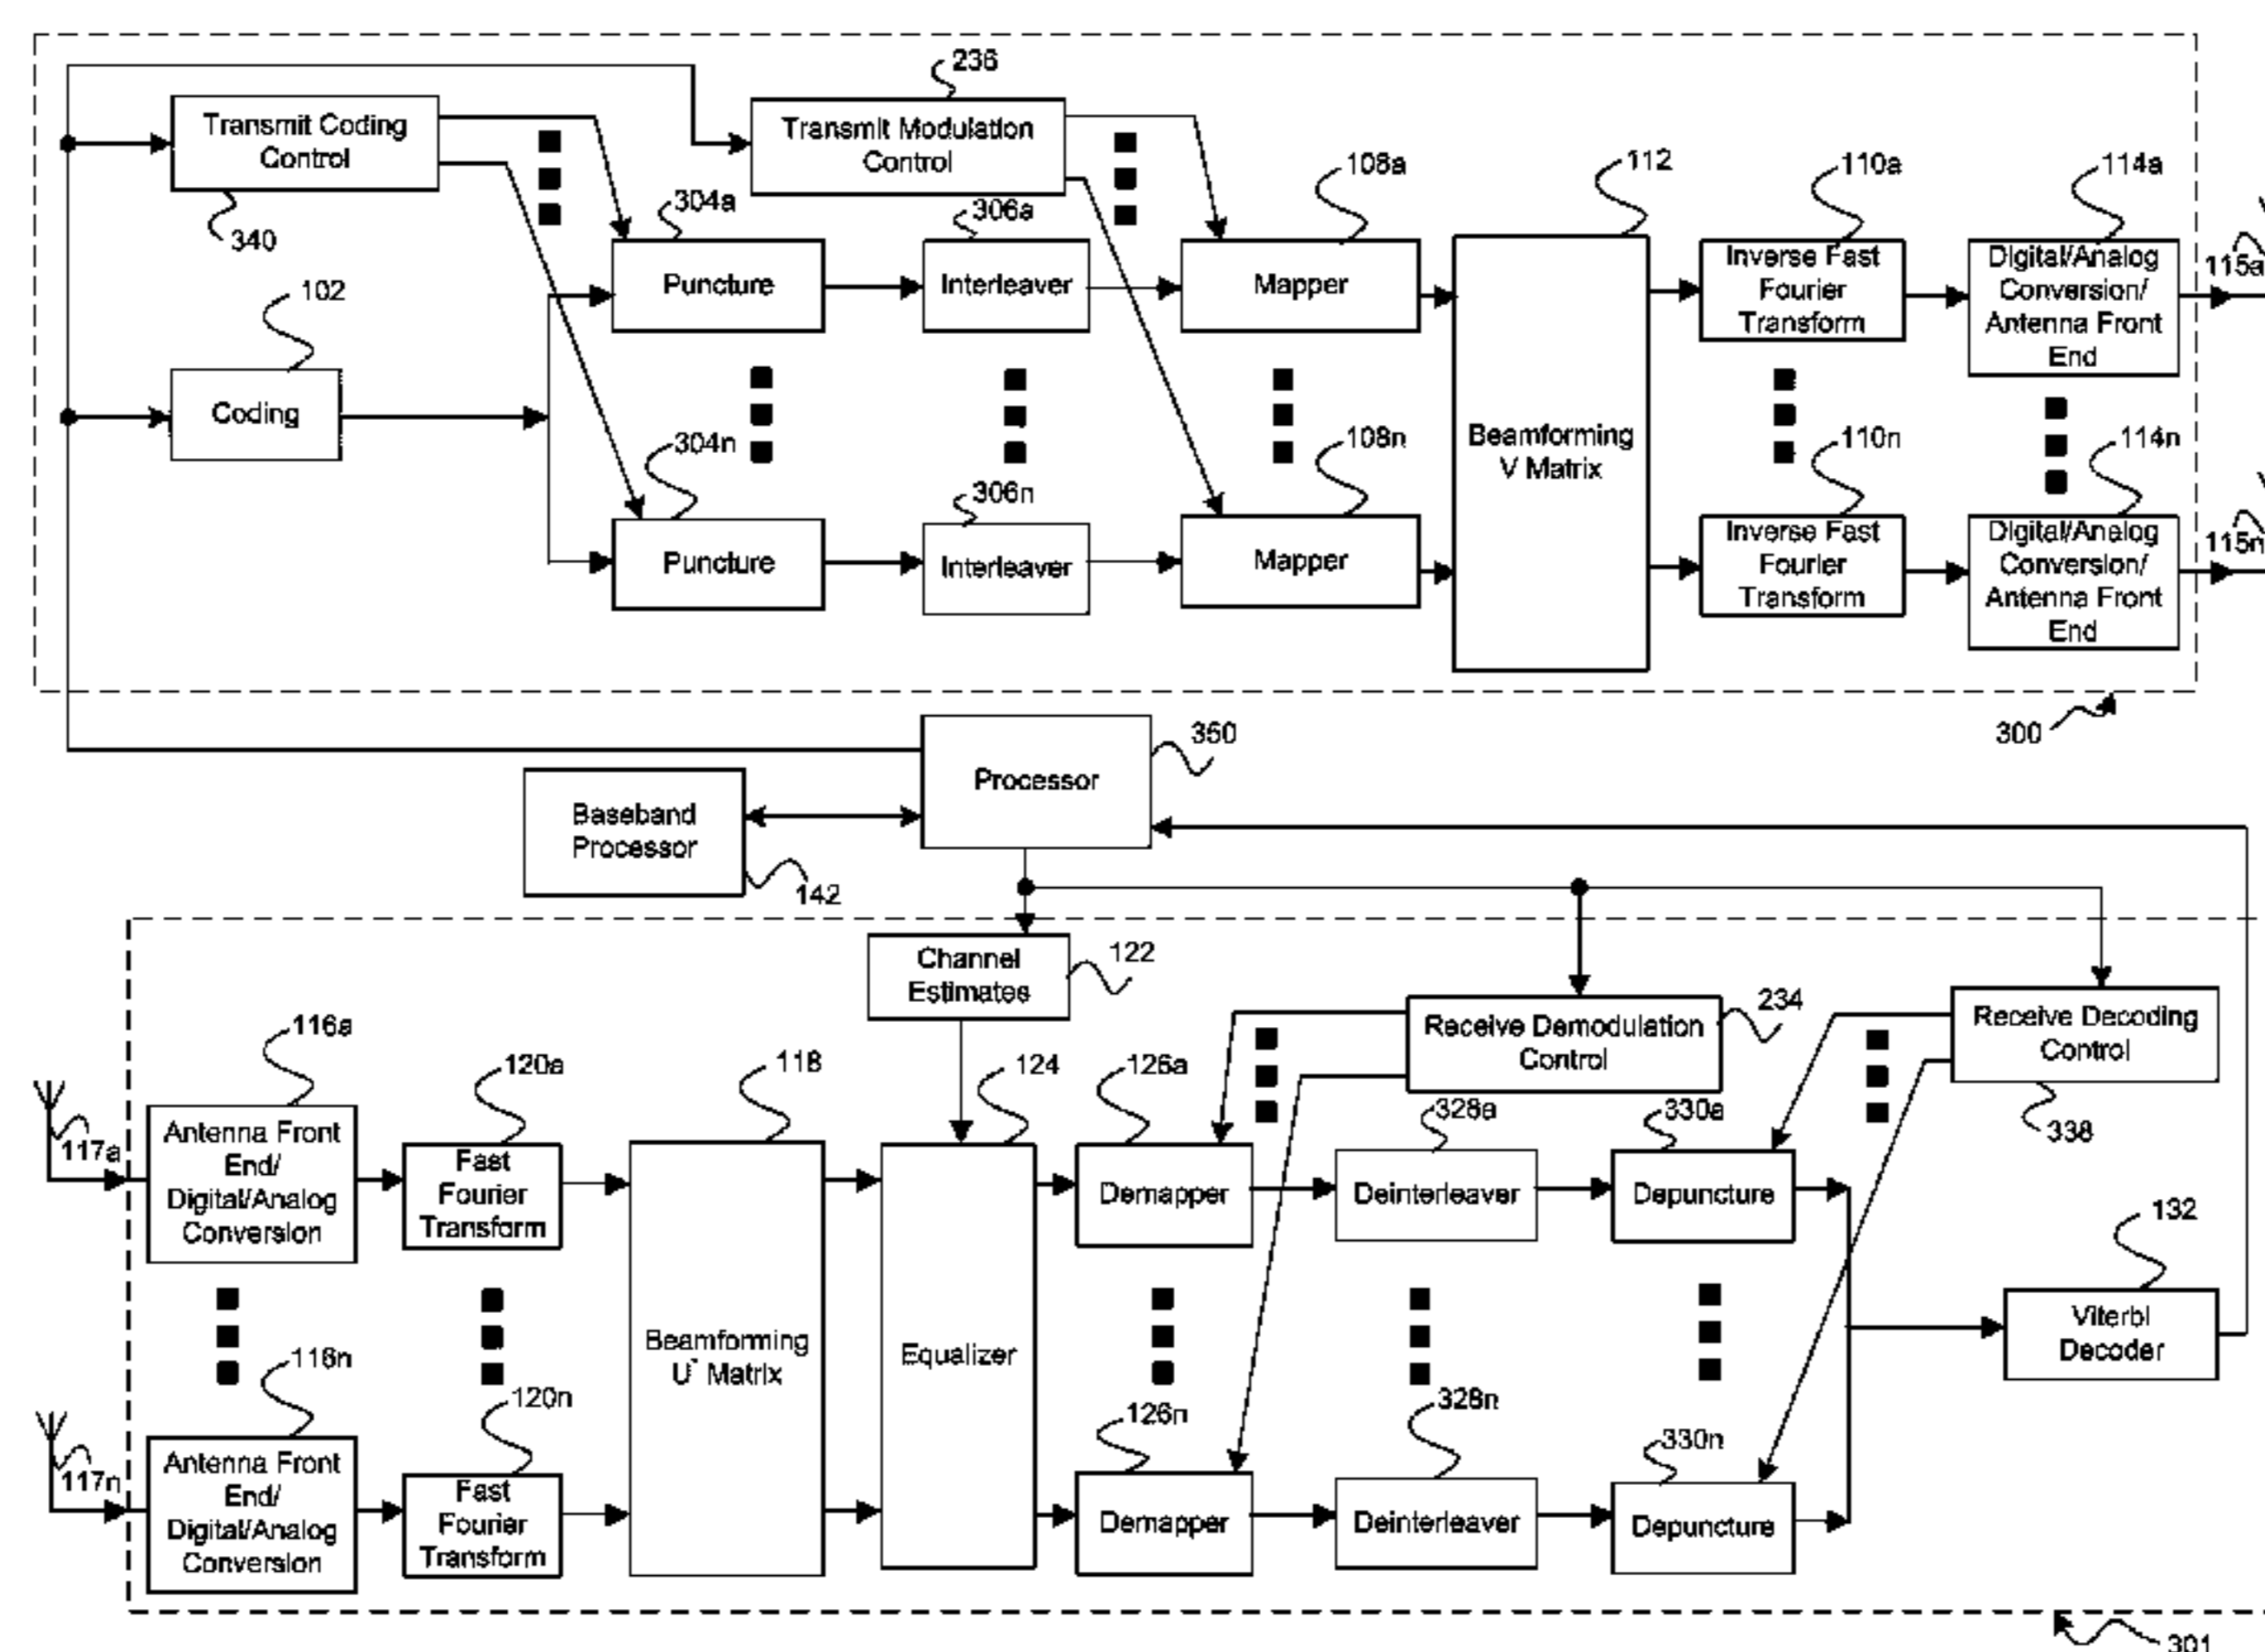 236
Transmit Coding
Control
Transmit Modulation
Control
340
304a
306a
108a
112
110a
114a
115a
102
Puncture
Interleaver
Mapper
Inverse Fast
Fourier
Transform
Digital/Analog
Conversion/
Antenna Front
End
Coding
Beamforming
V Matrix
304n
306n
108n
110n
114n
115n
Puncture
Interleaver
Mapper
Inverse Fast
Fourier
Transform
Digital/Analog
Conversion/
Antenna Front
End
300
Processor
350
Baseband
Processor
142
Channel
Estimates
122
Receive Demodulation
Control
234
Receive Decoding
Control
338
116a
120a
118
124
126a
328a
330a
117a
Antenna Front
End/
Digital/Analog
Conversion
Fast
Fourier
Transform
Demapper
Deinterleaver
Depuncture
132
Viterbi
Decoder
Beamforming
U* Matrix
Equalizer
116n
120n
126n
328n
330n
117n
Antenna Front
End/
Digital/Analog
Conversion
Fast
Fourier
Transform
Demapper
Deinterleaver
Depuncture
301